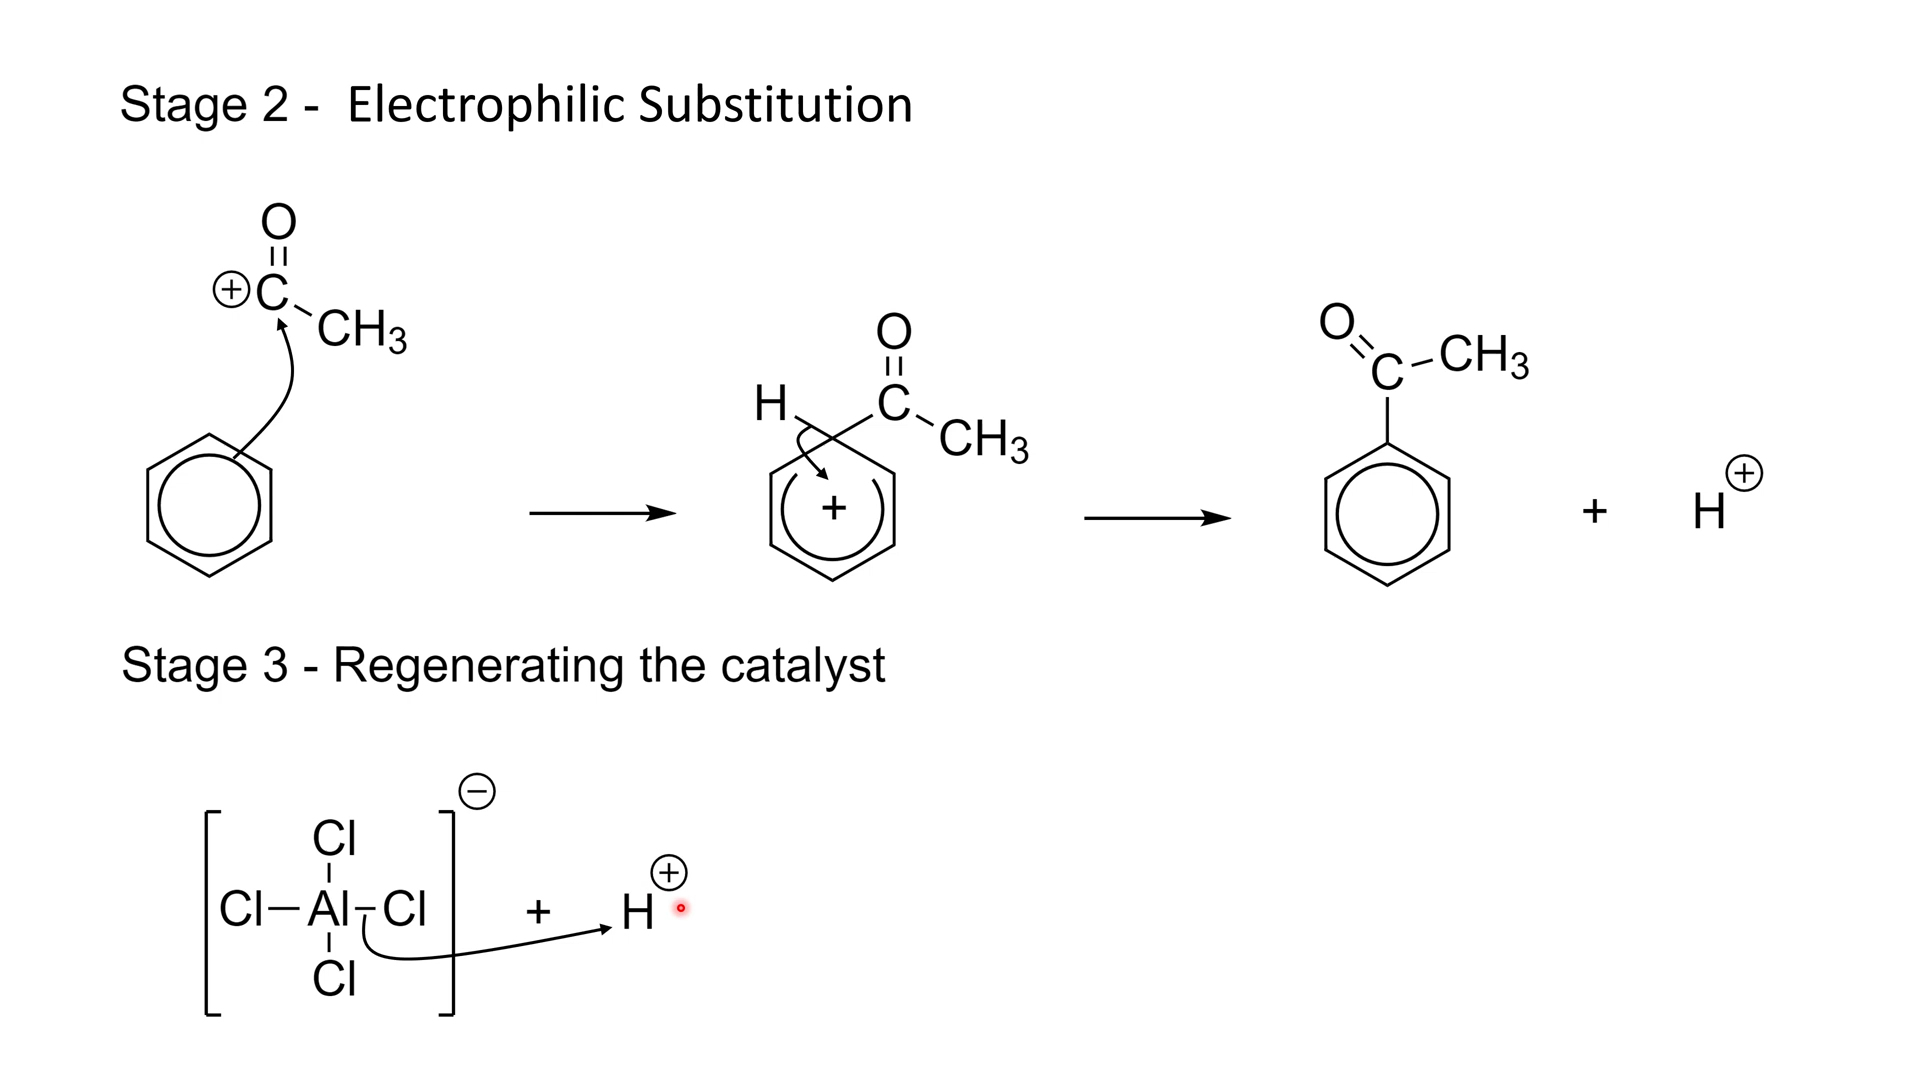 Stage 2 - Electrophilic Substitution
O
⊕ C
CH3
O
H
C
CH3
+
O
C
CH3
+
H ⊕
Stage 3 - Regenerating the catalyst
⊖
Cl
Cl Al Cl
+
H ⊕
Cl